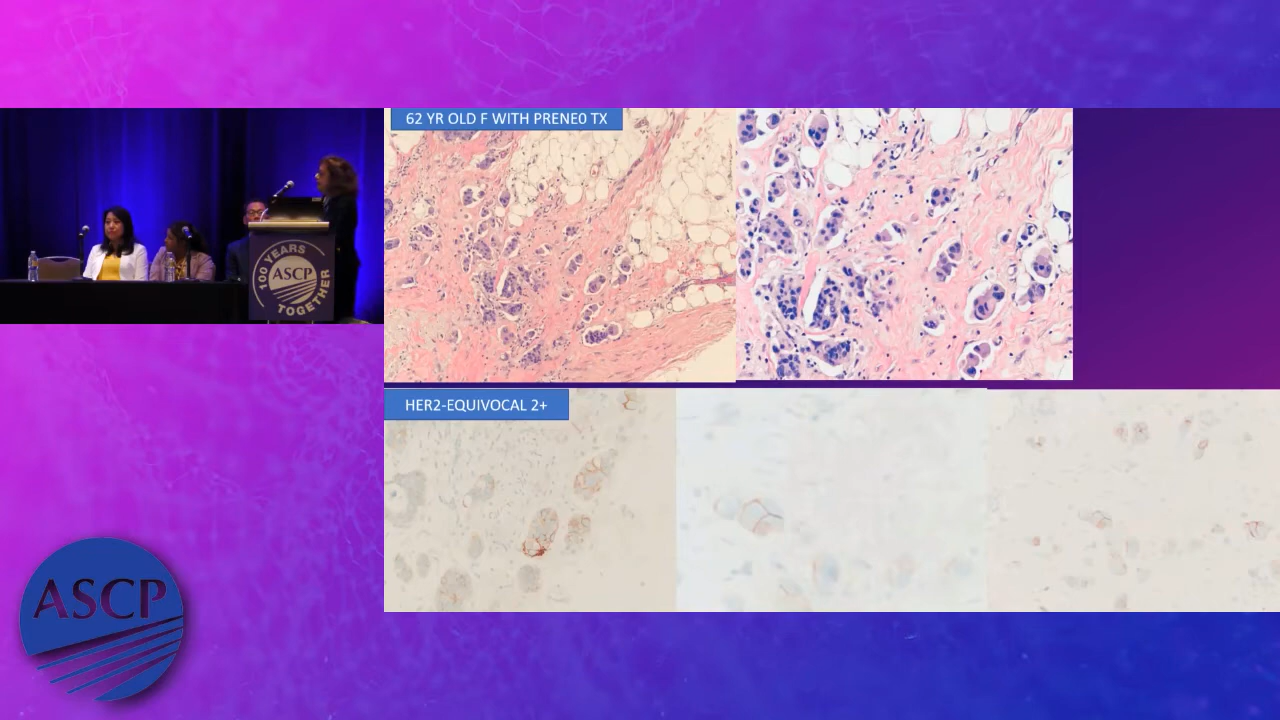 62 YR OLD F WITH PRENE0 TX
HER2-EQUIVOCAL 2+
100 YEARS
ASCP
TOGETHER
ASCP